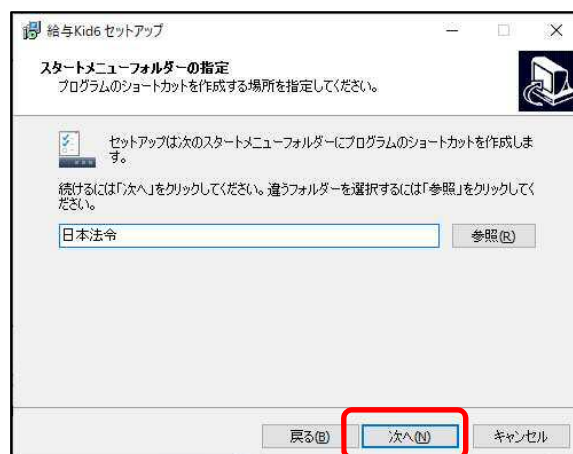 給与Kid6 セットアップ
スタートメニューフォルダーの指定
プログラムのショートカットを作成する場所を指定してください。
セットアップは次のスタートメニューフォルダーにプログラムのショートカットを作成しま
す。
続けるには「次へ」をクリックしてください。違うフォルダーを選択するには「参照」をクリックしてく
ださい。
日本法令
参照(R)
戻る(B)
次へ(N)
キャンセル